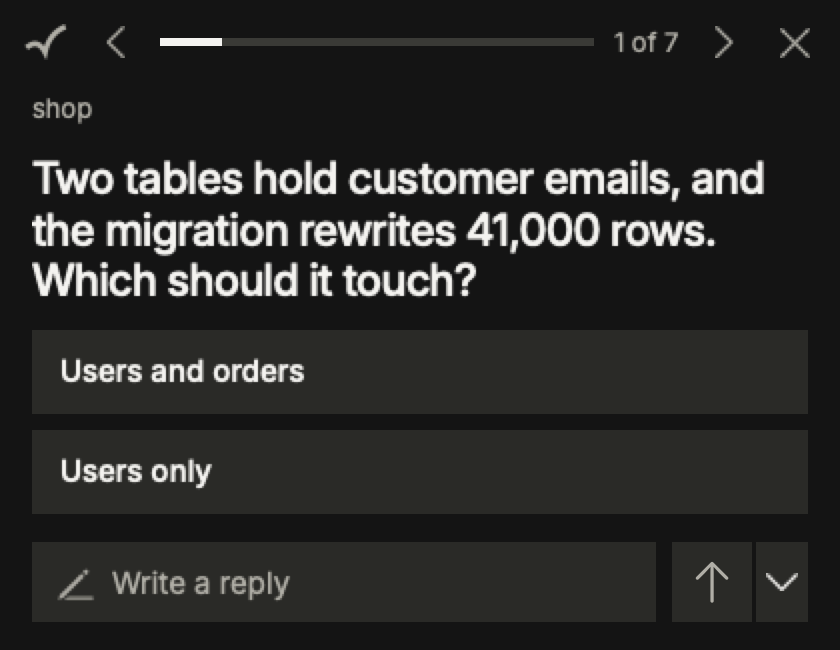 1 of 7
shop
Two tables hold customer emails, and
the migration rewrites 41,000 rows.
Which should it touch?
Users and orders
Users only
Write a reply